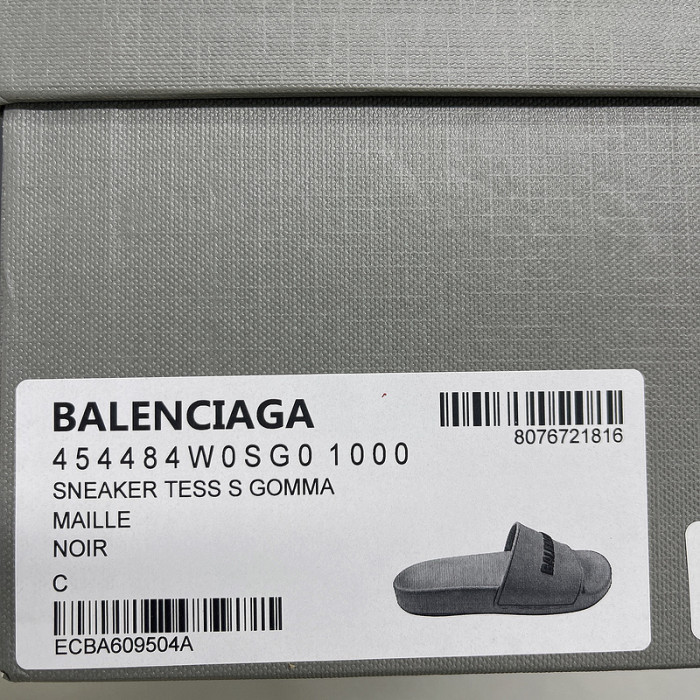 BALENCIAGA
454484W0SG0 1000
SNEAKER TESS S GOMMA
MAILLE
NOIR
C
ECBA609504A
8076721816